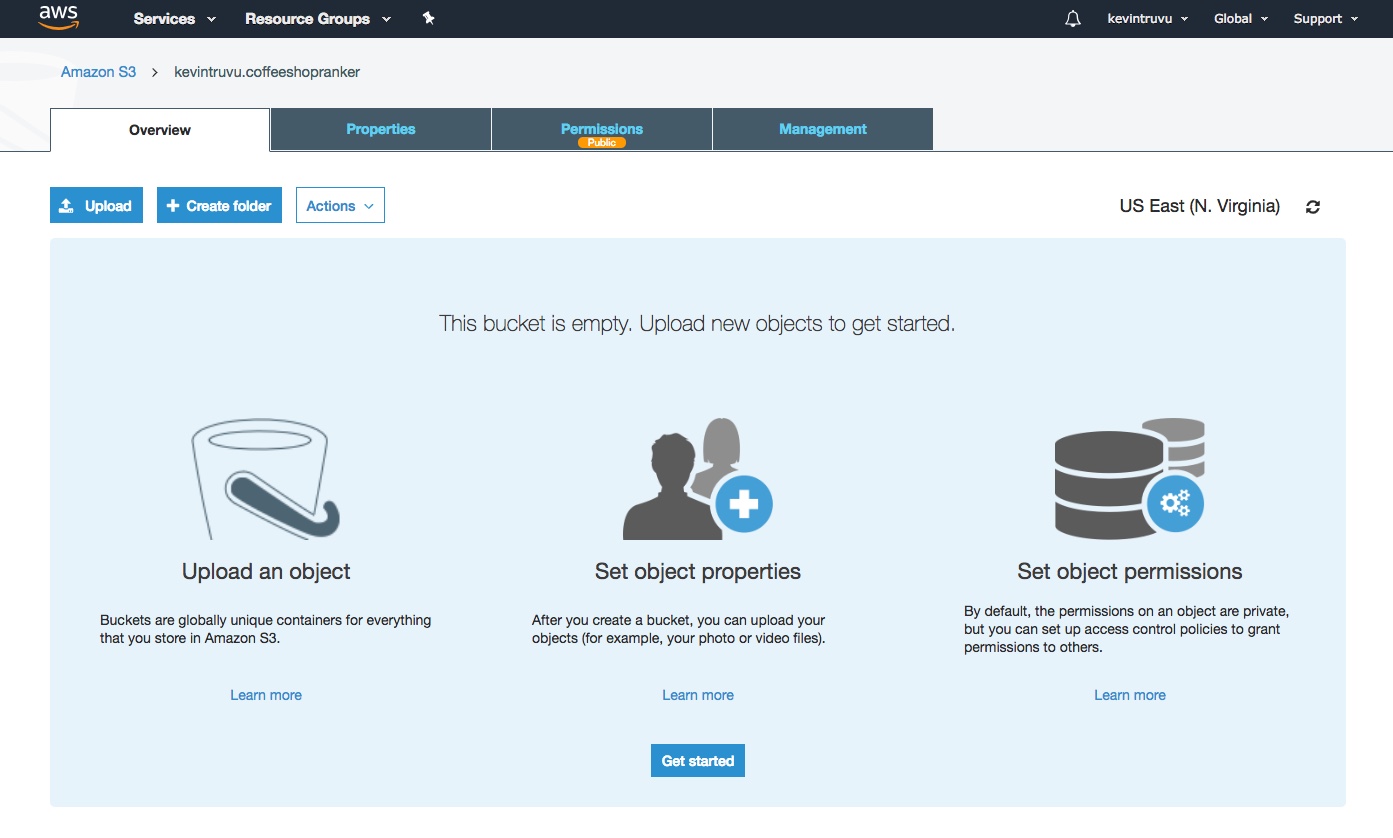 aws Services Resource Groups kevintruvu Global Support
Amazon S3 > kevintruvu.coffeeshopranker
Overview Properties Permissions Management
Public
Upload Create folder Actions US East (N. Virginia)
This bucket is empty. Upload new objects to get started.
Upload an object
Buckets are globally unique containers for everything
that you store in Amazon S3.
Learn more
Set object properties
After you create a bucket, you can upload your
objects (for example, your photo or video files).
Learn more
Set object permissions
By default, the permissions on an object are private,
but you can set up access control policies to grant
permissions to others.
Learn more
Get started